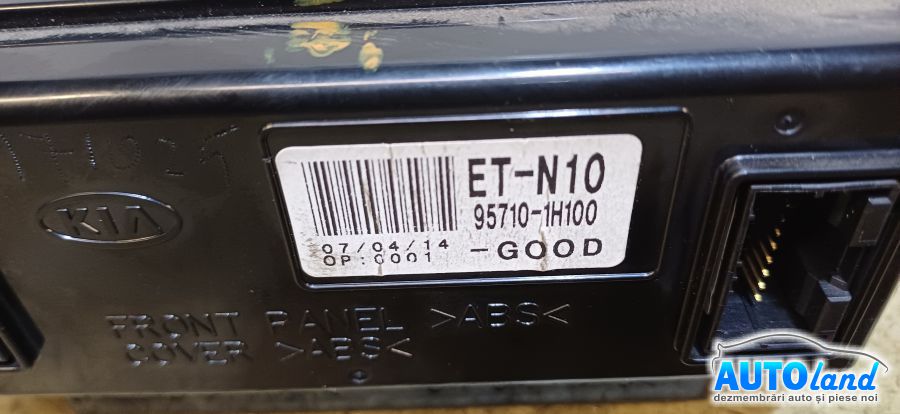 ET-N10
95710-1H100
07/04/14
OP:0001
-GOOD
KIA
FRONT PANEL >ABS<
COVER >ABS<
AUTOland
dezmembrări auto și piese noi